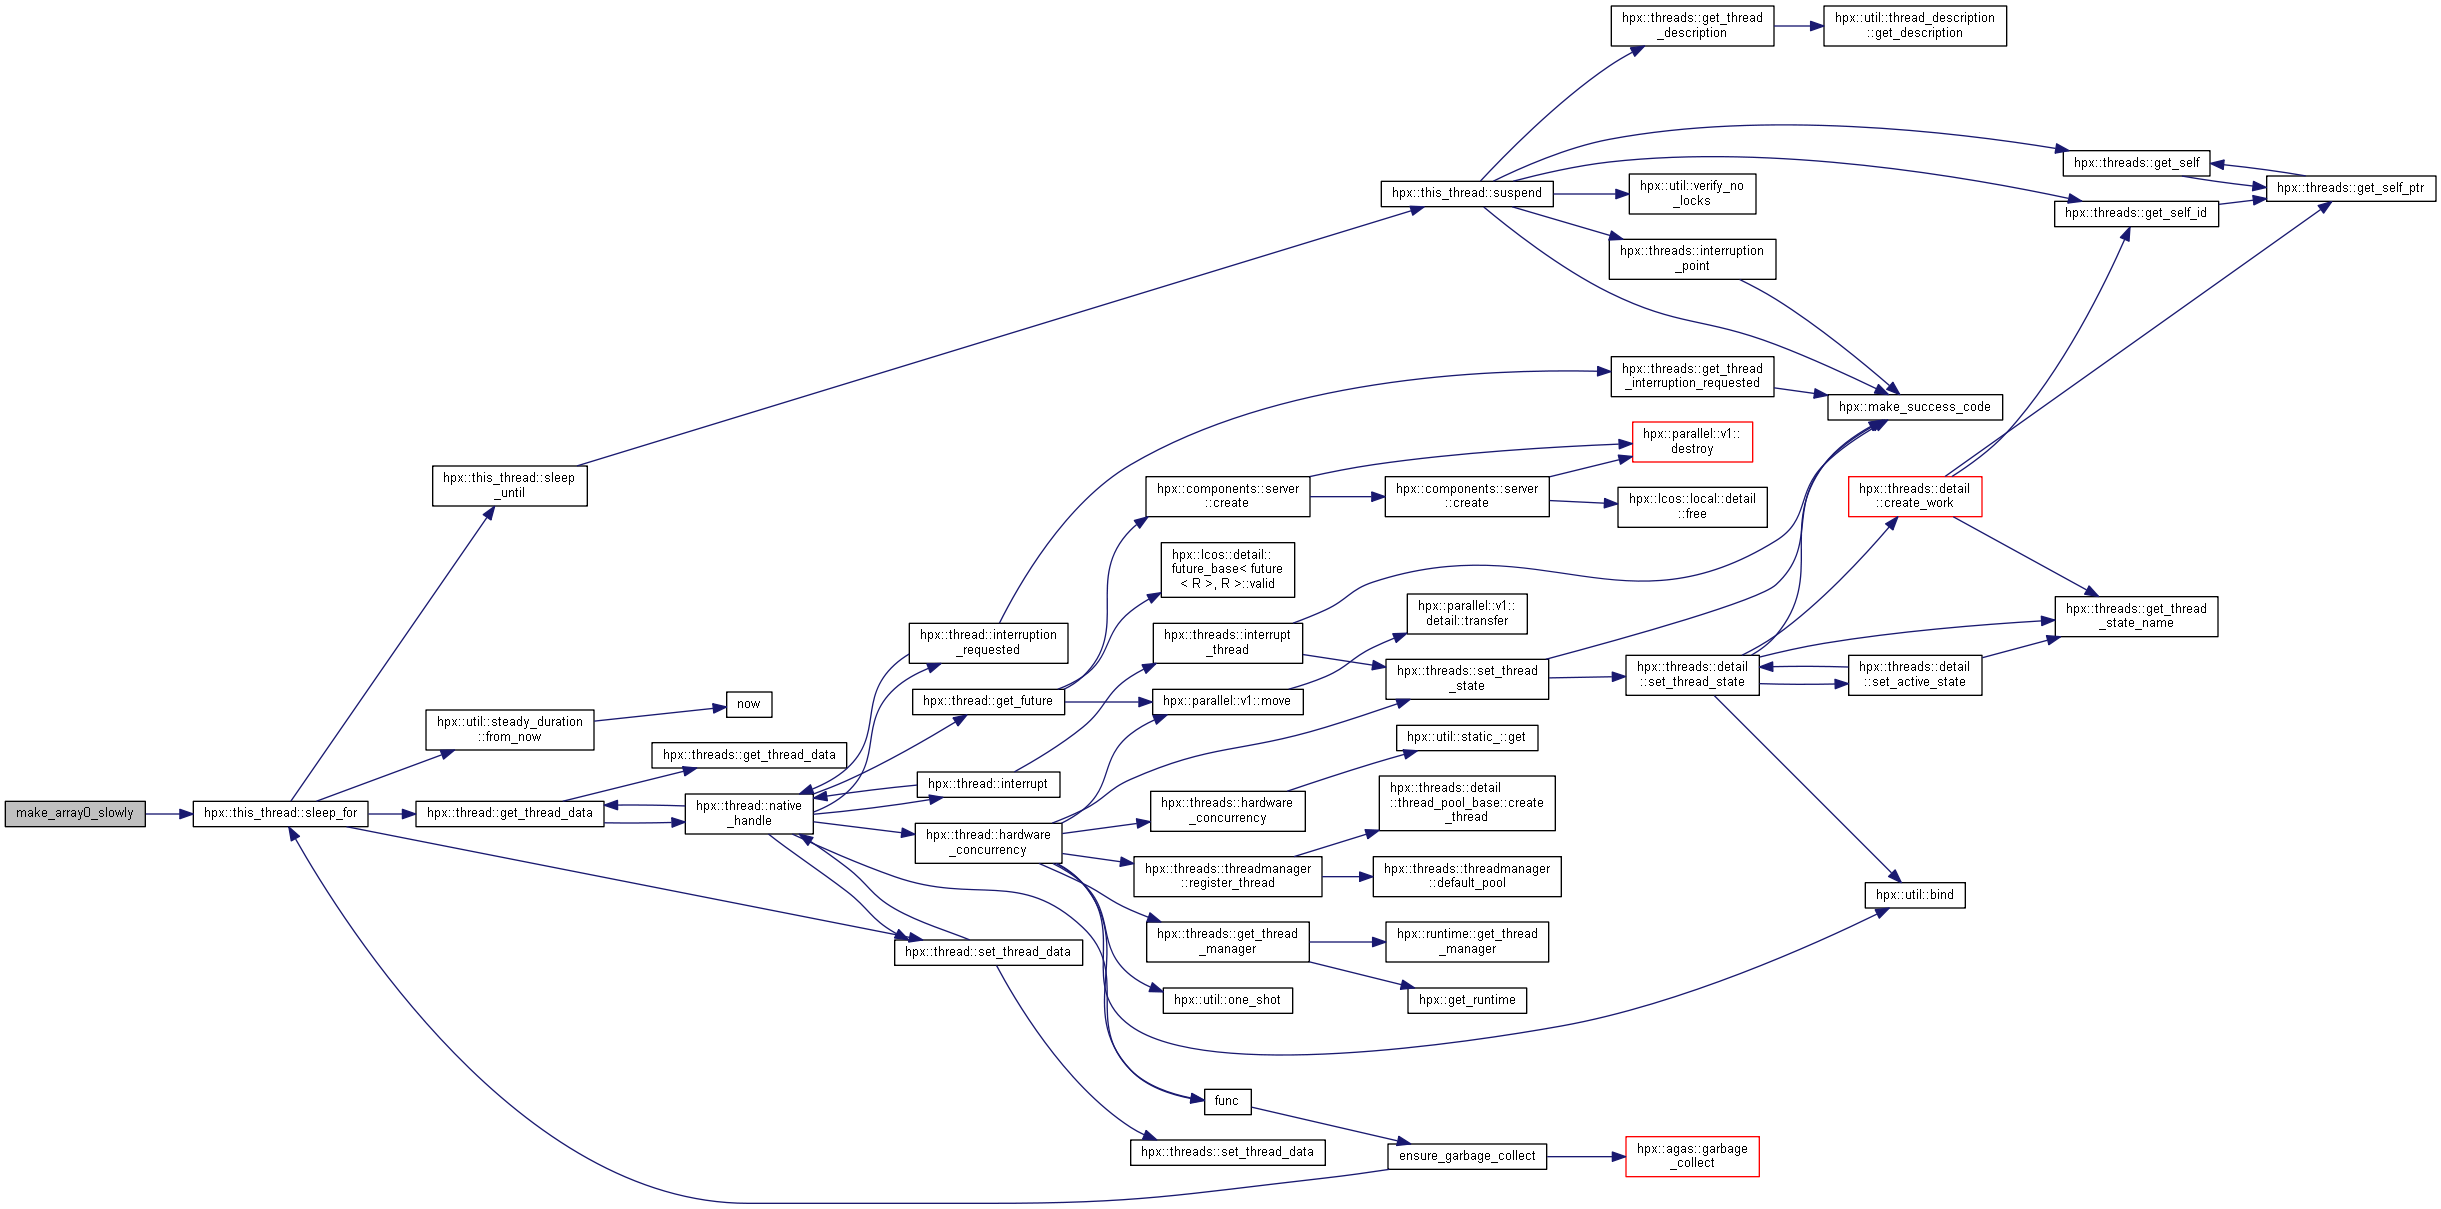 make_array0_slowly
hpx::this_thread::sleep_for
hpx::this_thread::sleep
_until
hpx::util::steady_duration
::from_now
hpx::thread::get_thread_data
now
hpx::threads::get_thread_data
hpx::thread::native
_handle
hpx::thread::interruption
_requested
hpx::thread::get_future
hpx::thread::interrupt
hpx::thread::hardware
_concurrency
hpx::thread::set_thread_data
hpx::components::server
::create
hpx::lcos::detail::
future_base< future
< R >, R >::valid
hpx::threads::interrupt
_thread
hpx::parallel::v1::move
hpx::threads::hardware
_concurrency
hpx::threads::threadmanager
::register_thread
hpx::threads::get_thread
_manager
hpx::util::one_shot
func
hpx::threads::set_thread_data
hpx::this_thread::suspend
hpx::components::server
::create
hpx::parallel::v1::
detail::transfer
hpx::threads::set_thread
_state
hpx::util::static_::get
hpx::threads::detail
::thread_pool_base::create
_thread
hpx::threads::threadmanager
::default_pool
hpx::runtime::get_thread
_manager
hpx::get_runtime
ensure_garbage_collect
hpx::threads::get_thread
_description
hpx::util::verify_no
_locks
hpx::threads::interruption
_point
hpx::threads::get_thread
_interruption_requested
hpx::parallel::v1::
destroy
hpx::lcos::local::detail
::free
hpx::threads::detail
::set_thread_state
hpx::agas::garbage
_collect
hpx::util::thread_description
::get_description
hpx::make_success_code
hpx::threads::detail
::create_work
hpx::threads::detail
::set_active_state
hpx::util::bind
hpx::threads::get_self
hpx::threads::get_self_id
hpx::threads::get_thread
_state_name
hpx::threads::get_self_ptr